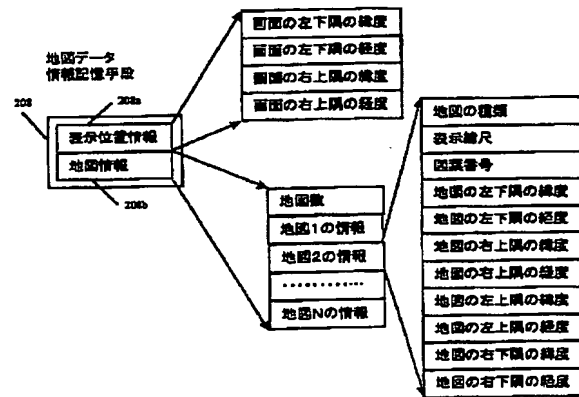 地図データ
情報記憶手段
208
208a
表示位置情報
地図情報
208b
画面の左下隅の緯度
画面の左下隅の経度
画面の右上隅の緯度
画面の右上隅の経度
地図数
地図1の情報
地図2の情報
…………
地図Nの情報
地図の種類
表示縮尺
図葉番号
地図の左下隅の緯度
地図の左下隅の経度
地図の右上隅の緯度
地図の右上隅の経度
地図の左上隅の緯度
地図の左上隅の経度
地図の右下隅の緯度
地図の右下隅の経度